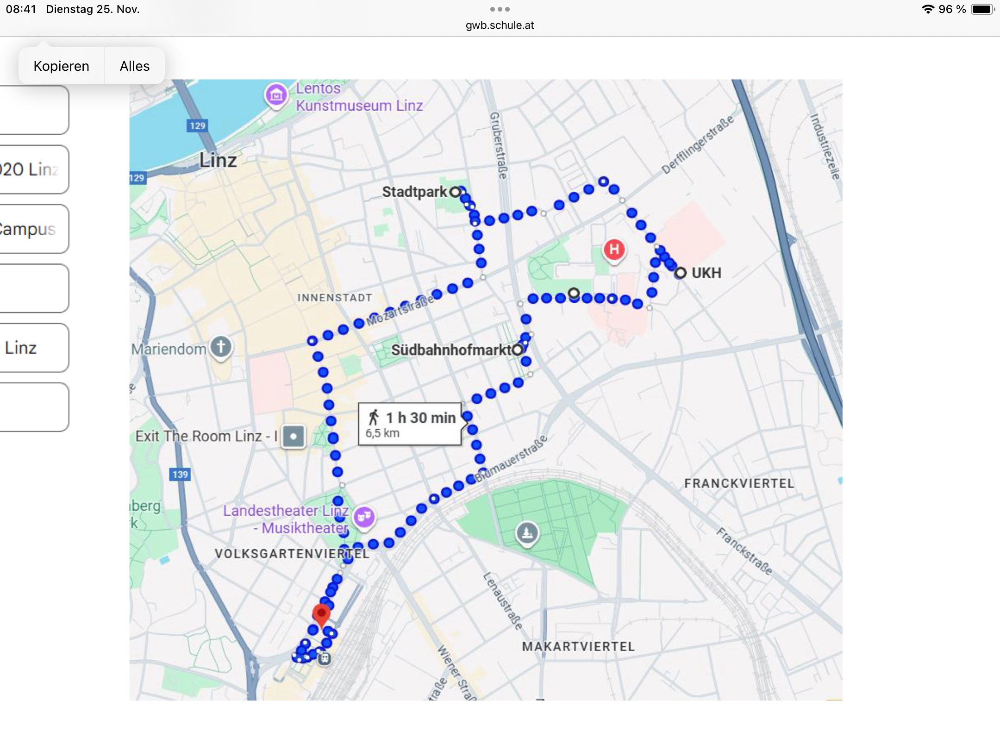 08:41 Dienstag 25. Nov.
96 %
gwb.schule.at
Kopieren
Alles
020 Linz
Campus
Linz
Lentos
Kunstmuseum Linz
129
Linz
129
Gruberstraße
Derfflingerstraße
Industriezeile
Stadtpark
H
UKH
INNENSTADT
Mozartstraße
Mariendom
Südbahnhofmarkt
1 h 30 min
6,5 km
Exit The Room Linz - I
139
Blumauerstraße
FRANCKVIERTEL
berg
k
Landestheater Linz
- Musiktheater
VOLKSGARTENVIERTEL
Franckstraße
Lenaustraße
MAKARTVIERTEL
Wiener Straß
traße